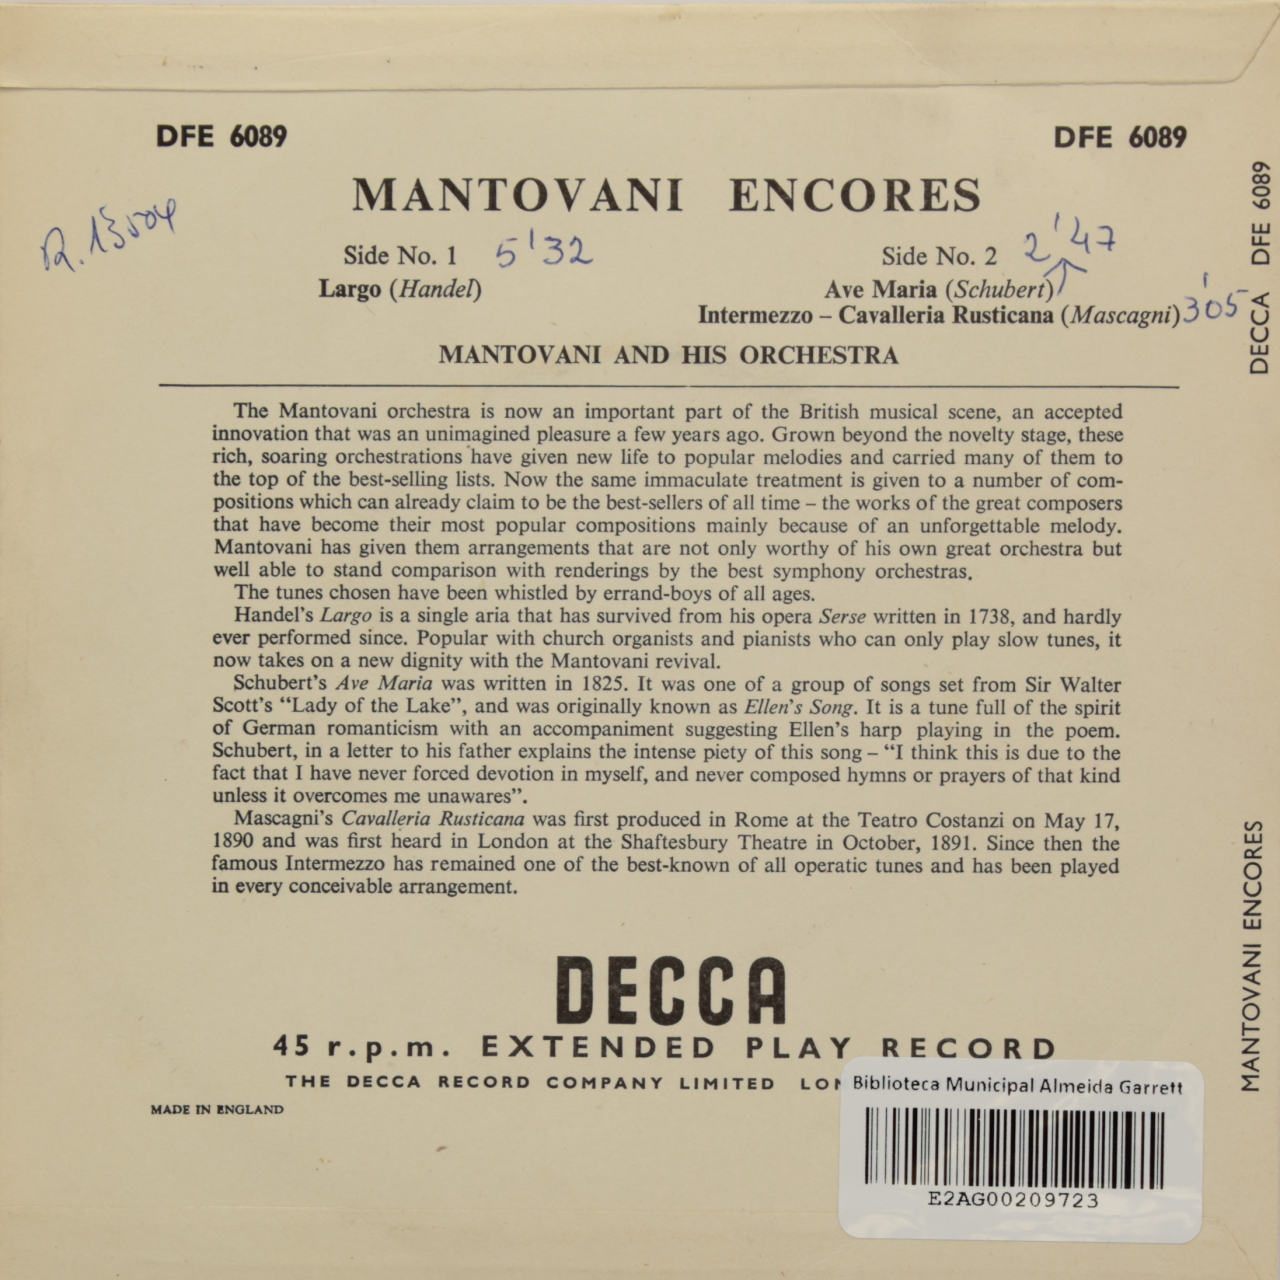 DFE 6089 DFE 6089
MANTOVANI ENCORES
R. 13504
Side No. 1 5'32 Side No. 2 2'47
Largo (Handel) Ave Maria (Schubert)
Intermezzo – Cavalleria Rusticana (Mascagni) 3'05
MANTOVANI AND HIS ORCHESTRA
The Mantovani orchestra is now an important part of the British musical scene, an accepted
innovation that was an unimagined pleasure a few years ago. Grown beyond the novelty stage, these
rich, soaring orchestrations have given new life to popular melodies and carried many of them to
the top of the best-selling lists. Now the same immaculate treatment is given to a number of com-
positions which can already claim to be the best-sellers of all time – the works of the great composers
that have become their most popular compositions mainly because of an unforgettable melody.
Mantovani has given them arrangements that are not only worthy of his own great orchestra but
well able to stand comparison with renderings by the best symphony orchestras.
The tunes chosen have been whistled by errand-boys of all ages.
Handel's Largo is a single aria that has survived from his opera Serse written in 1738, and hardly
ever performed since. Popular with church organists and pianists who can only play slow tunes, it
now takes on a new dignity with the Mantovani revival.
Schubert's Ave Maria was written in 1825. It was one of a group of songs set from Sir Walter
Scott's “Lady of the Lake”, and was originally known as Ellen's Song. It is a tune full of the spirit
of German romanticism with an accompaniment suggesting Ellen's harp playing in the poem.
Schubert, in a letter to his father explains the intense piety of this song – “I think this is due to the
fact that I have never forced devotion in myself, and never composed hymns or prayers of that kind
unless it overcomes me unawares”.
Mascagni's Cavalleria Rusticana was first produced in Rome at the Teatro Costanzi on May 17,
1890 and was first heard in London at the Shaftesbury Theatre in October, 1891. Since then the
famous Intermezzo has remained one of the best-known of all operatic tunes and has been played
in every conceivable arrangement.
DECCA
45 r.p.m. EXTENDED PLAY RECORD
THE DECCA RECORD COMPANY LIMITED
MADE IN ENGLAND
Biblioteca Municipal Almeida Garrett
E2AG00209723
MANTOVANI ENCORES DECCA DFE 6089